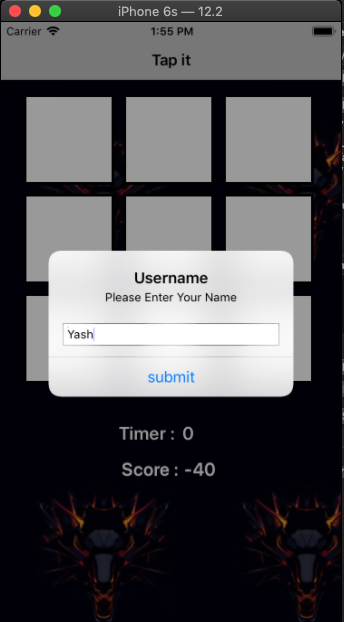 iPhone 6s — 12.2
Carrier 1:55 PM
Tap it
Username
Please Enter Your Name
Yash
submit
Timer : 0
Score : -40